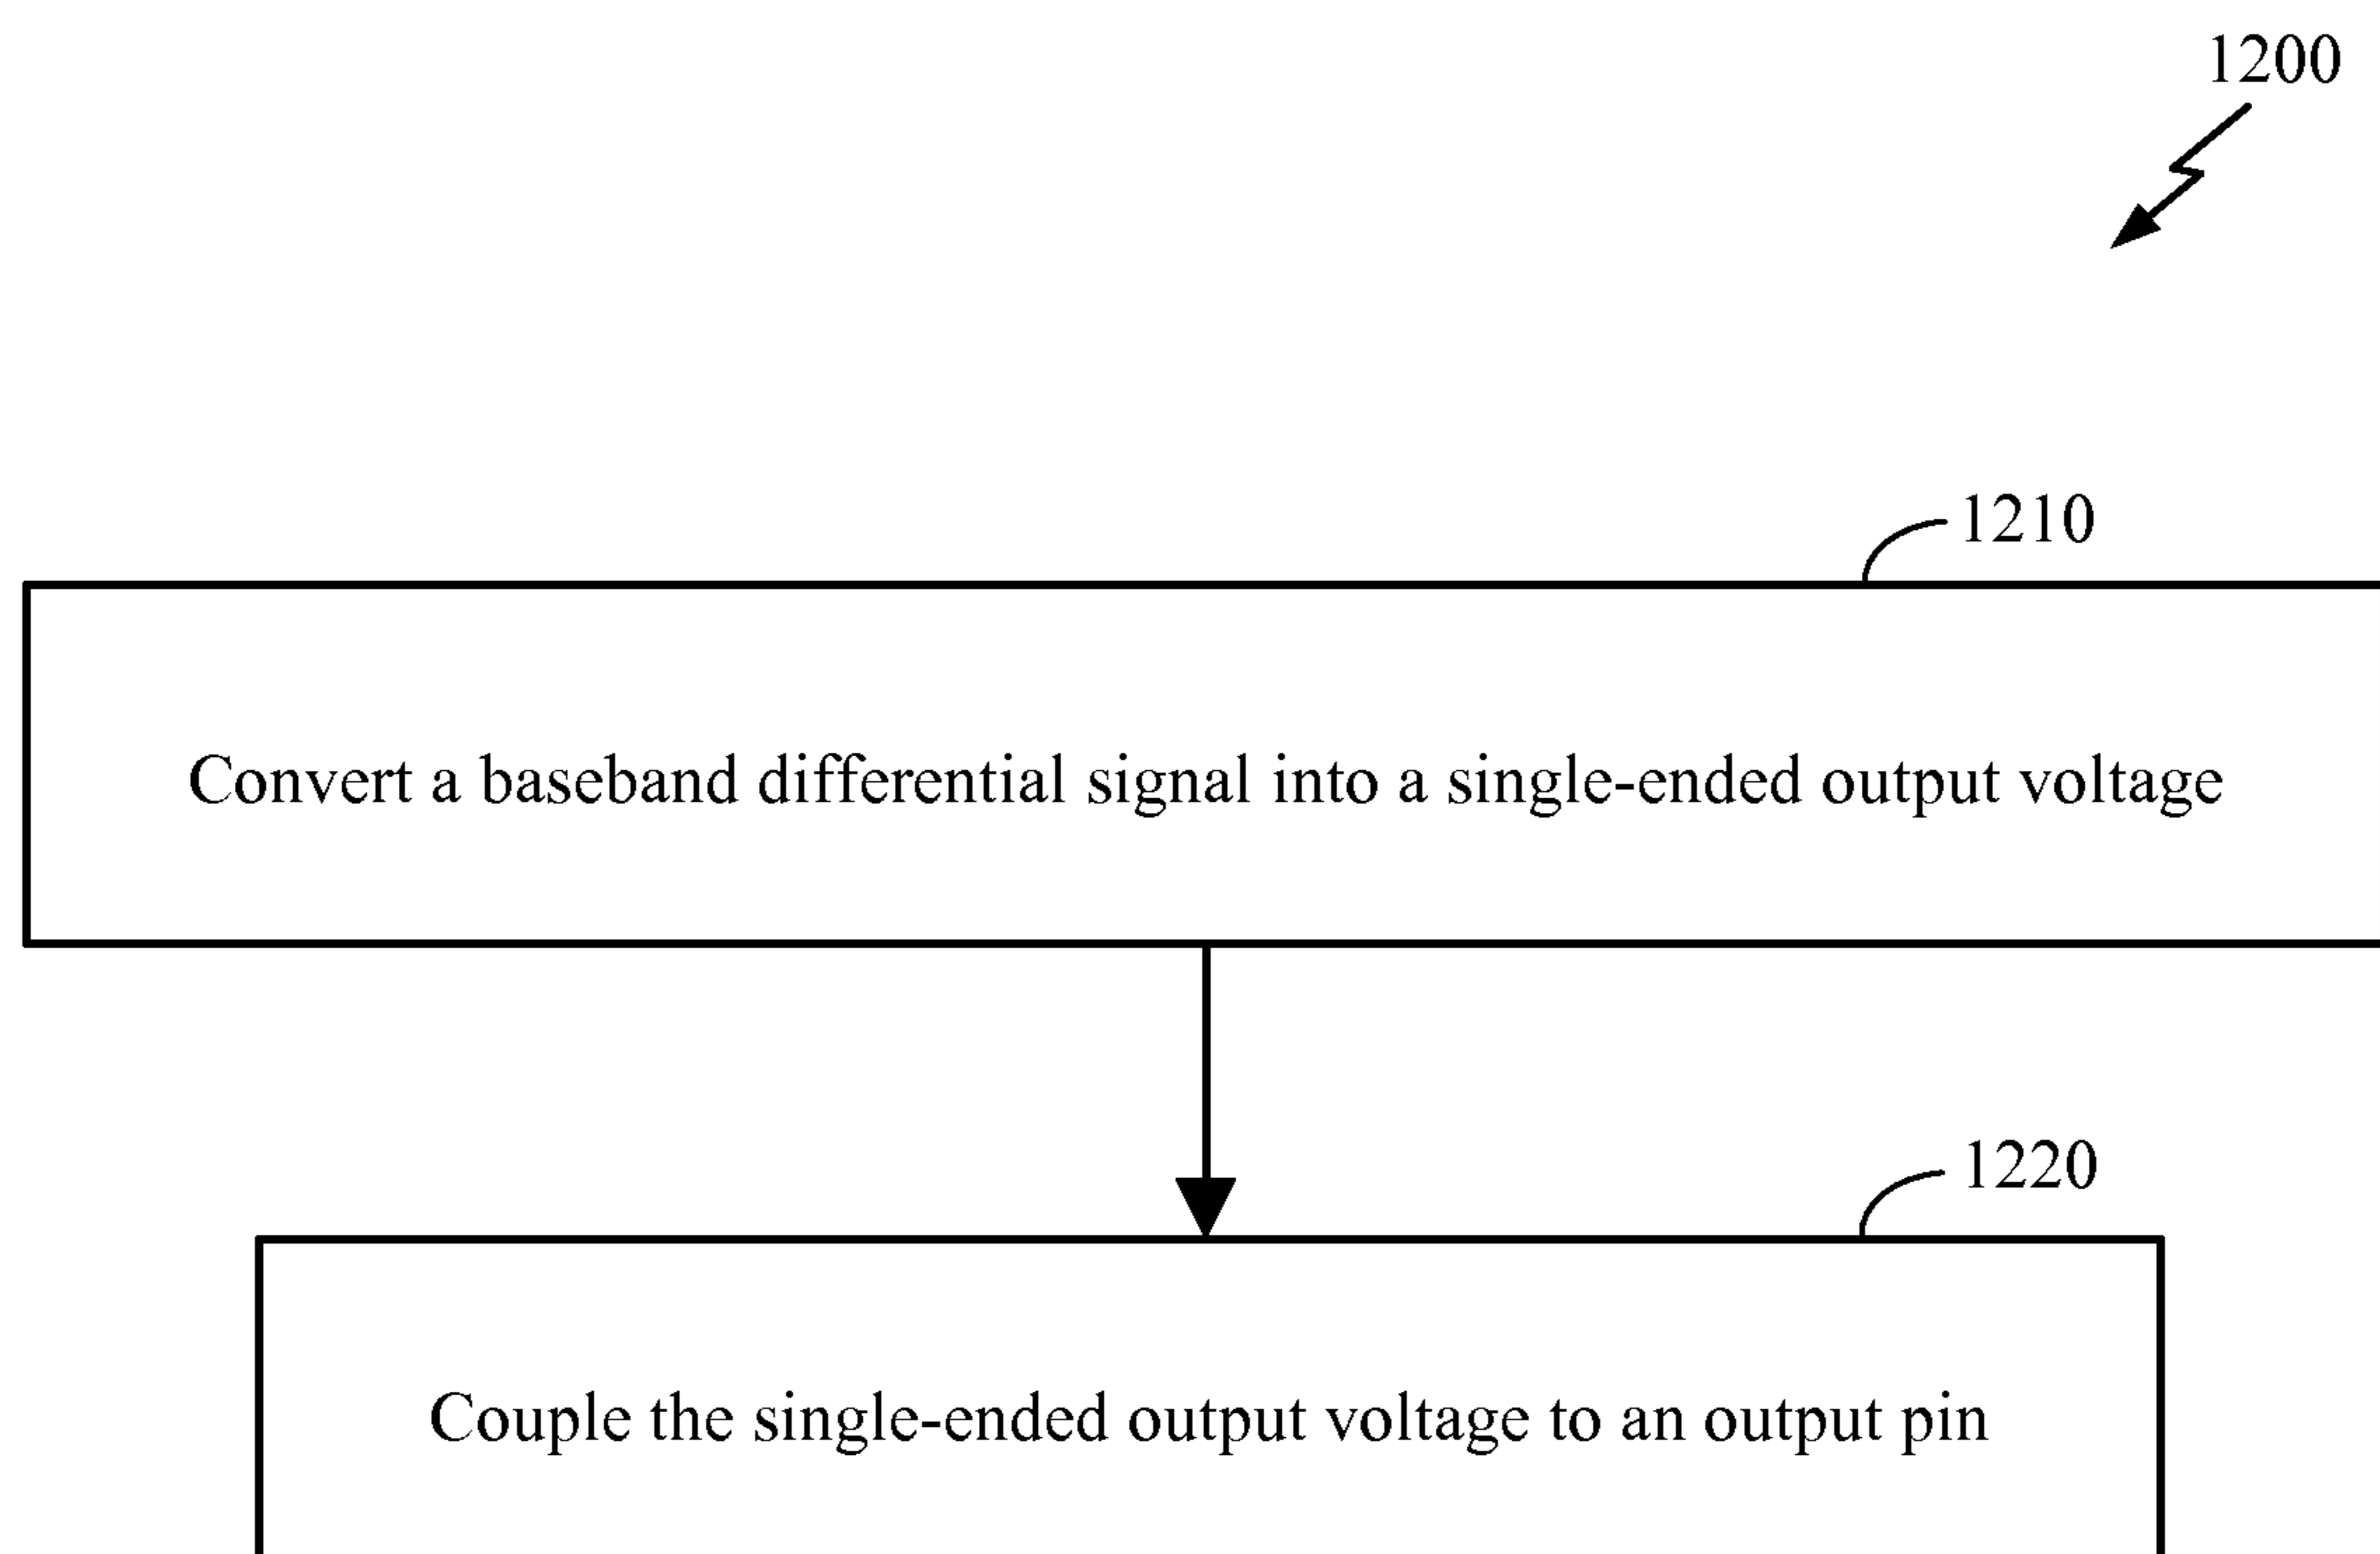 1200
1210
Convert a baseband differential signal into a single-ended output voltage
1220
Couple the single-ended output voltage to an output pin